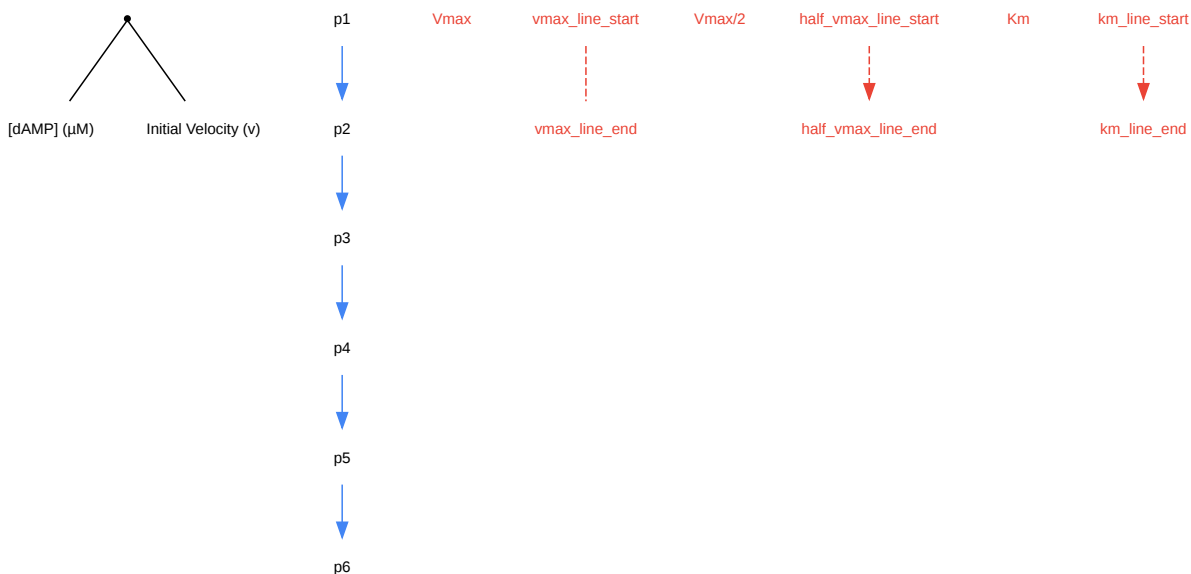 p1 Vmax vmax_line_start Vmax/2 half_vmax_line_start Km km_line_start
[dAMP] (µM) Initial Velocity (v) p2 vmax_line_end half_vmax_line_end km_line_end
p3
p4
p5
p6